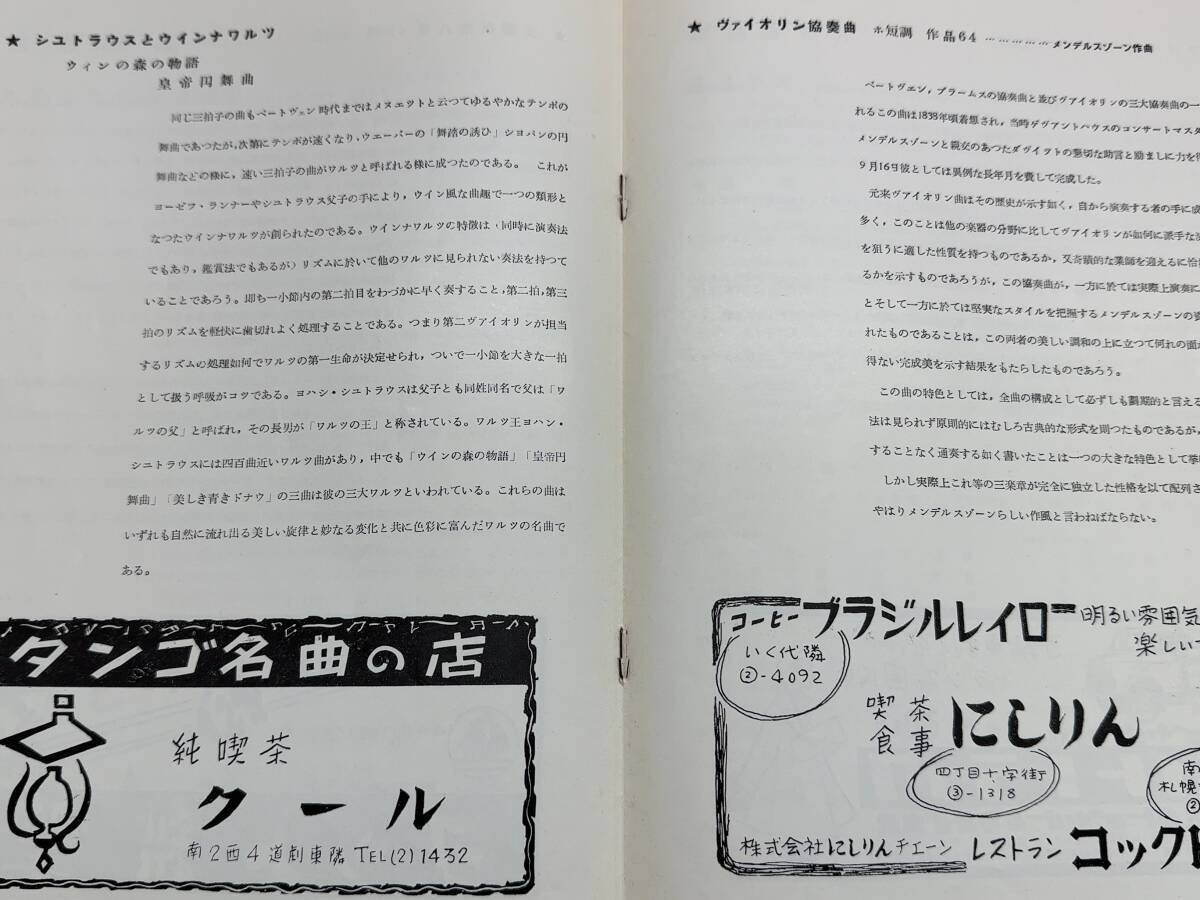 ★ シユトラウスとウインナワルツ
ウィンの森の物語
皇帝円舞曲
同じ三拍子の曲もベートヴェン時代まではメヌエツトと云つてゆるやかなテンポの
舞曲であつたが，次第にテンポが速くなり，ウエーバーの「舞踏の誘ひ」シヨパンの円
舞曲などの様に，速い三拍子の曲がワルツと呼ばれる様に成つたのである。 これが
ヨーゼフ・ランナーやシユトラウス父子の手により，ウイン風な曲趣で一つの類形と
なつたウインナワルツが創られたのである。ウインナワルツの特徴は・同時に演奏法
でもあり，鑑賞法でもあるが）リズムに於いて他のワルツに見られない奏法を持つて
いることであろう。即ち一小節内の第二拍目をわづかに早く奏すること，第二拍，第三
拍のリズムを軽快に歯切れよく処理することである。つまり第二ヴァイオリンが担当
するリズムの処理如何でワルツの第一生命が決定せられ，ついで一小節を大きな一拍
として扱う呼吸がコツである。ヨハシ・シユトラウスは父子とも同姓同名で父は「ワ
ルツの父」と呼ばれ，その長男が「ワルツの王」と称されている。ワルツ王ヨハン・
シニトラウスには四百曲近いワルツ曲があり，中でも「ウインの森の物語」「皇帝円
舞曲」「美しき青きドナウ」の三曲は彼の三大ワルツといわれている。これらの曲は
いずれも自然に流れ出る美しい旋律と妙なる変化と共に色彩に富んだワルツの名曲で
ある。
タンゴ名曲の店
純喫茶
クール
南2西4 道劇東隣 TEL(2)1432
★ ヴァイオリン協奏曲 ホ短調 作品64 ……………メンデルスゾーン作曲
ベートヴエン，ブラームスの協奏曲と並びヴァイオリンの三大協奏曲の一
れるこの曲は1838年頃着想され，当時ゲヴアントハウスのコンサートマスタ
メンデルスゾーンと親交のあつたダヴイツトの懇切な助言と励ましに力を得
9月16日彼としては異例な長年月を費して完成した。
元来ヴァイオリン曲はその歴史が示す如く，自から演奏する者の手に成
多く，このことは他の楽器の分野に比してヴァイオリンが如何に派手な演
を狙うに適した性質を持つものであるか，又奇蹟的な楽師を迎えるに恰
るかを示すものであろうが，この協奏曲が，一方に於ては実際上演奏に
とそして一方に於ては堅実なスタイルを把握するメンデルスゾーンの資
れたものであることは，この両者の美しい調和の上に立つて何れの面か
得ない完成美を示す結果をもたらしたものであろう。
この曲の特色としては，全曲の構成として必ずしも劃期的と言える
法は見られず原則的にはむしろ古典的な形式を則つたものであるが，
することなく通奏する如く書いたことは一つの大きな特色として挙
しかし実際上これ等の三楽章が完全に独立した性格を以て配列さ
やはりメンデルスゾーンらしい作風と言わねばならない。
コーヒー ブラジルレイロー 明るい雰囲気
楽しい
いく代隣
②-4092
喫茶
食事 にしりん
四丁目十字街
③-1318
南
札幌
②
株式会社にしりんチエーン レストラン コック